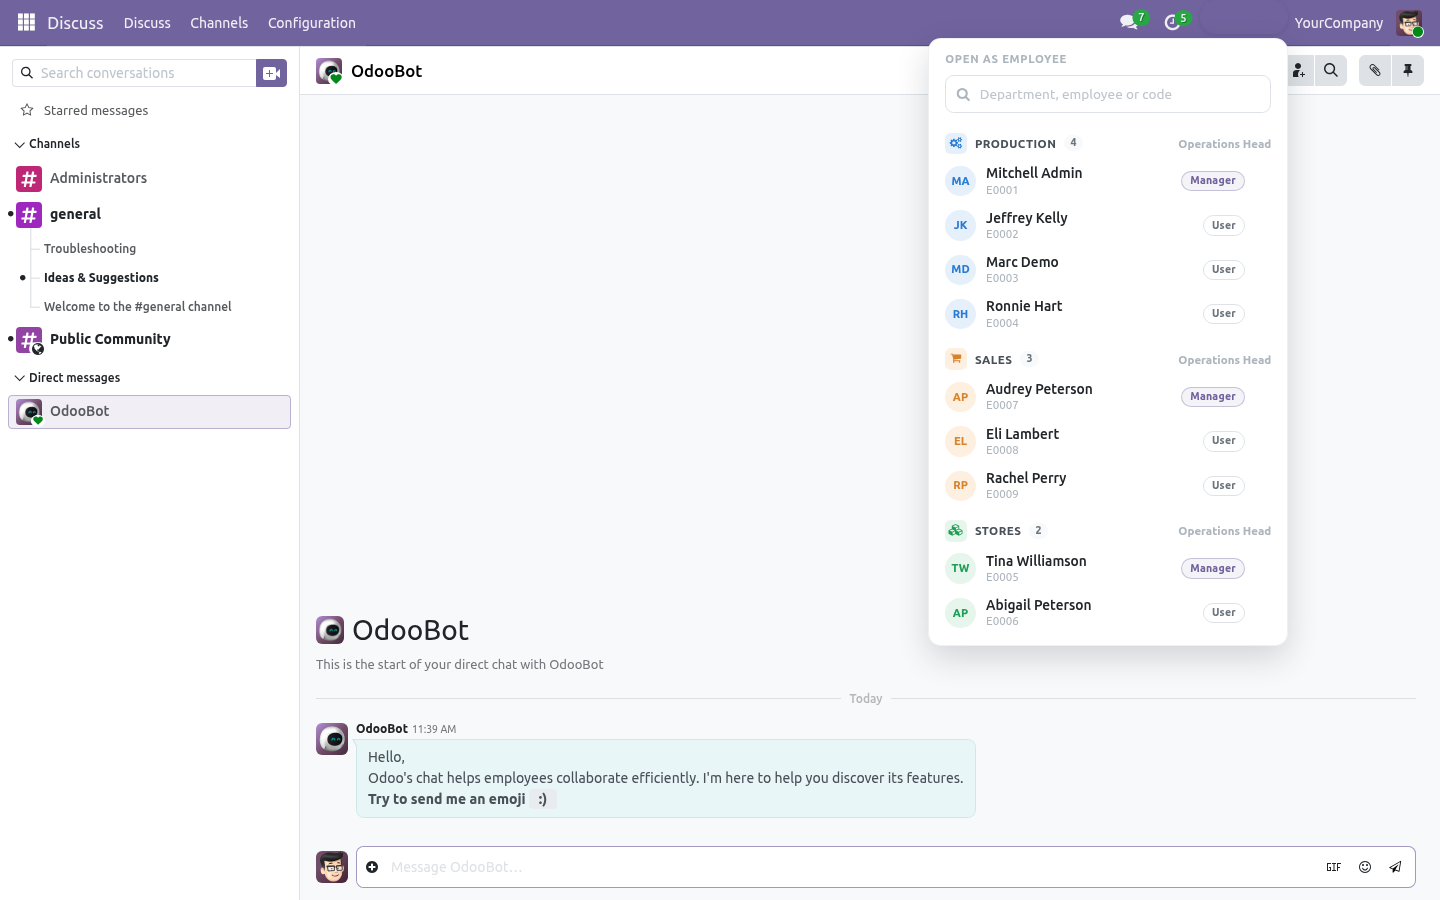 Discuss
Discuss
Channels
Configuration
7
5
YourCompany
Search conversations
Starred messages
Channels
Administrators
general
Troubleshooting
Ideas & Suggestions
Welcome to the #general channel
Public Community
Direct messages
OdooBot
OdooBot
OPEN AS EMPLOYEE
Department, employee or code
PRODUCTION 4 Operations Head
MA Mitchell Admin Manager
E0001
JK Jeffrey Kelly User
E0002
MD Marc Demo User
E0003
RH Ronnie Hart User
E0004
SALES 3 Operations Head
AP Audrey Peterson Manager
E0007
EL Eli Lambert User
E0008
RP Rachel Perry User
E0009
STORES 2 Operations Head
TW Tina Williamson Manager
E0005
AP Abigail Peterson User
E0006
OdooBot
This is the start of your direct chat with OdooBot
Today
OdooBot 11:39 AM
Hello,
Odoo's chat helps employees collaborate efficiently. I'm here to help you discover its features.
Try to send me an emoji :)
Message OdooBot...
GIF